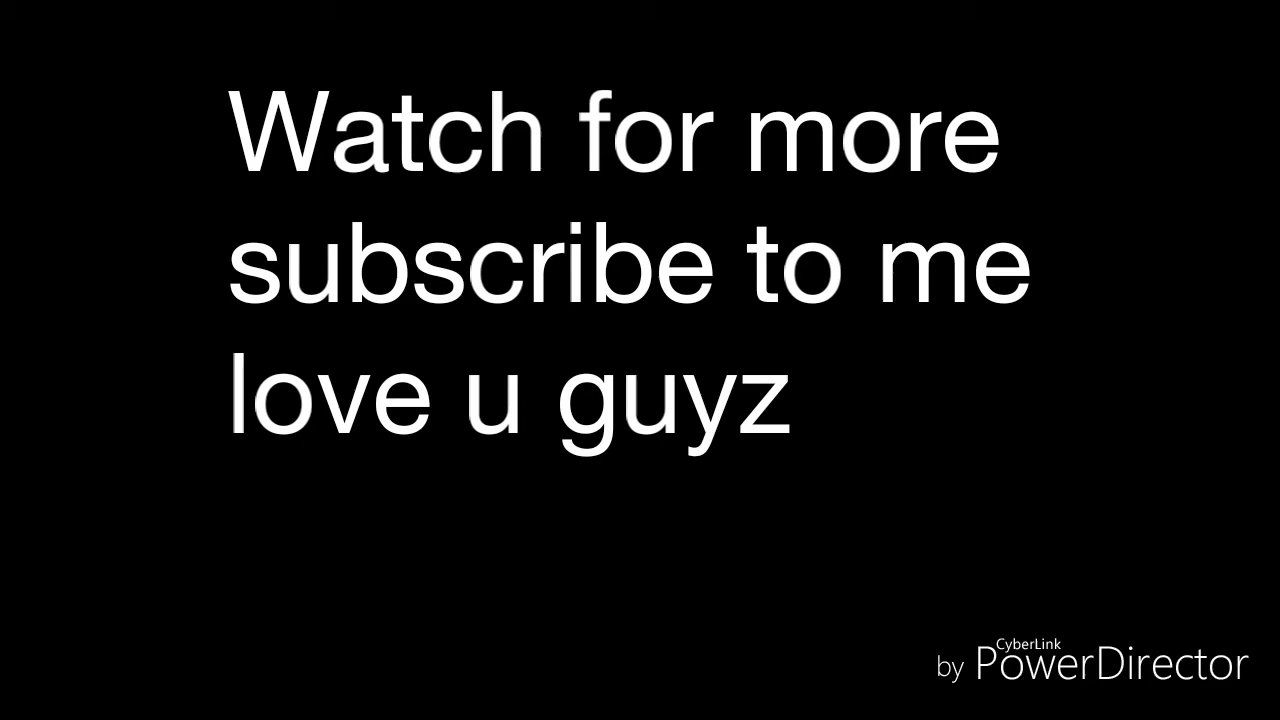 Watch for more
subscribe to me
love u guyz
CyberLink
by PowerDirector